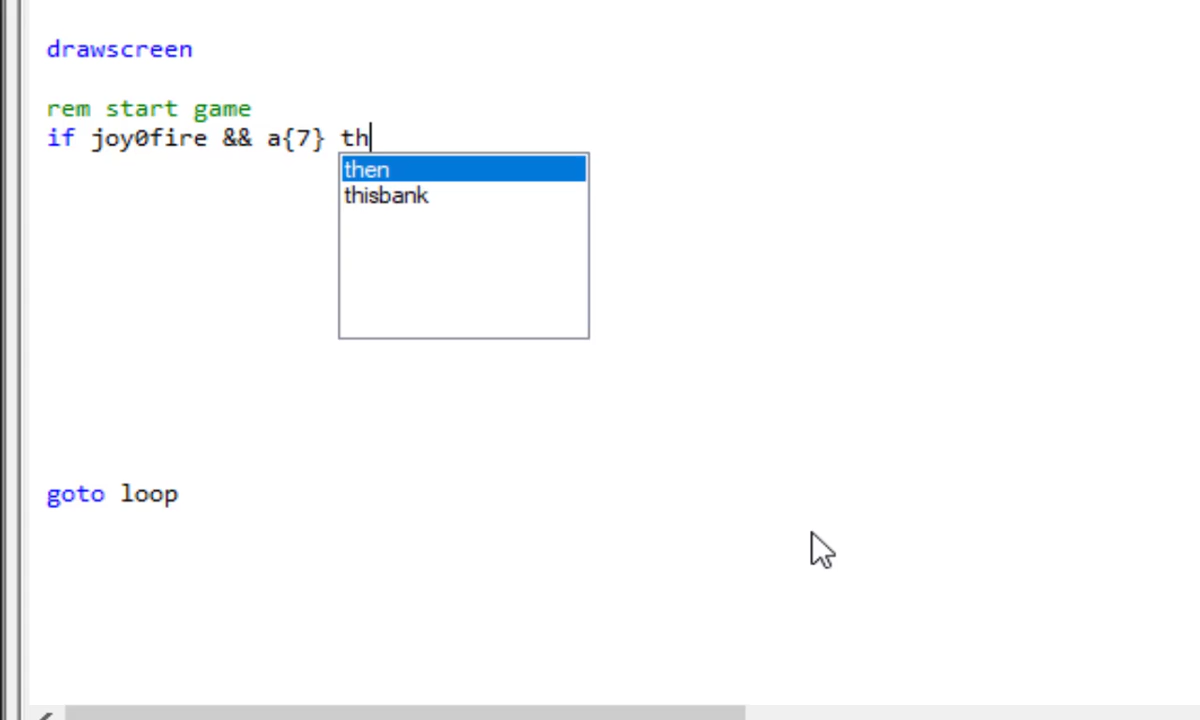 drawscreen
rem start game
if joy0fire && a{7} th
then
thisbank
goto loop